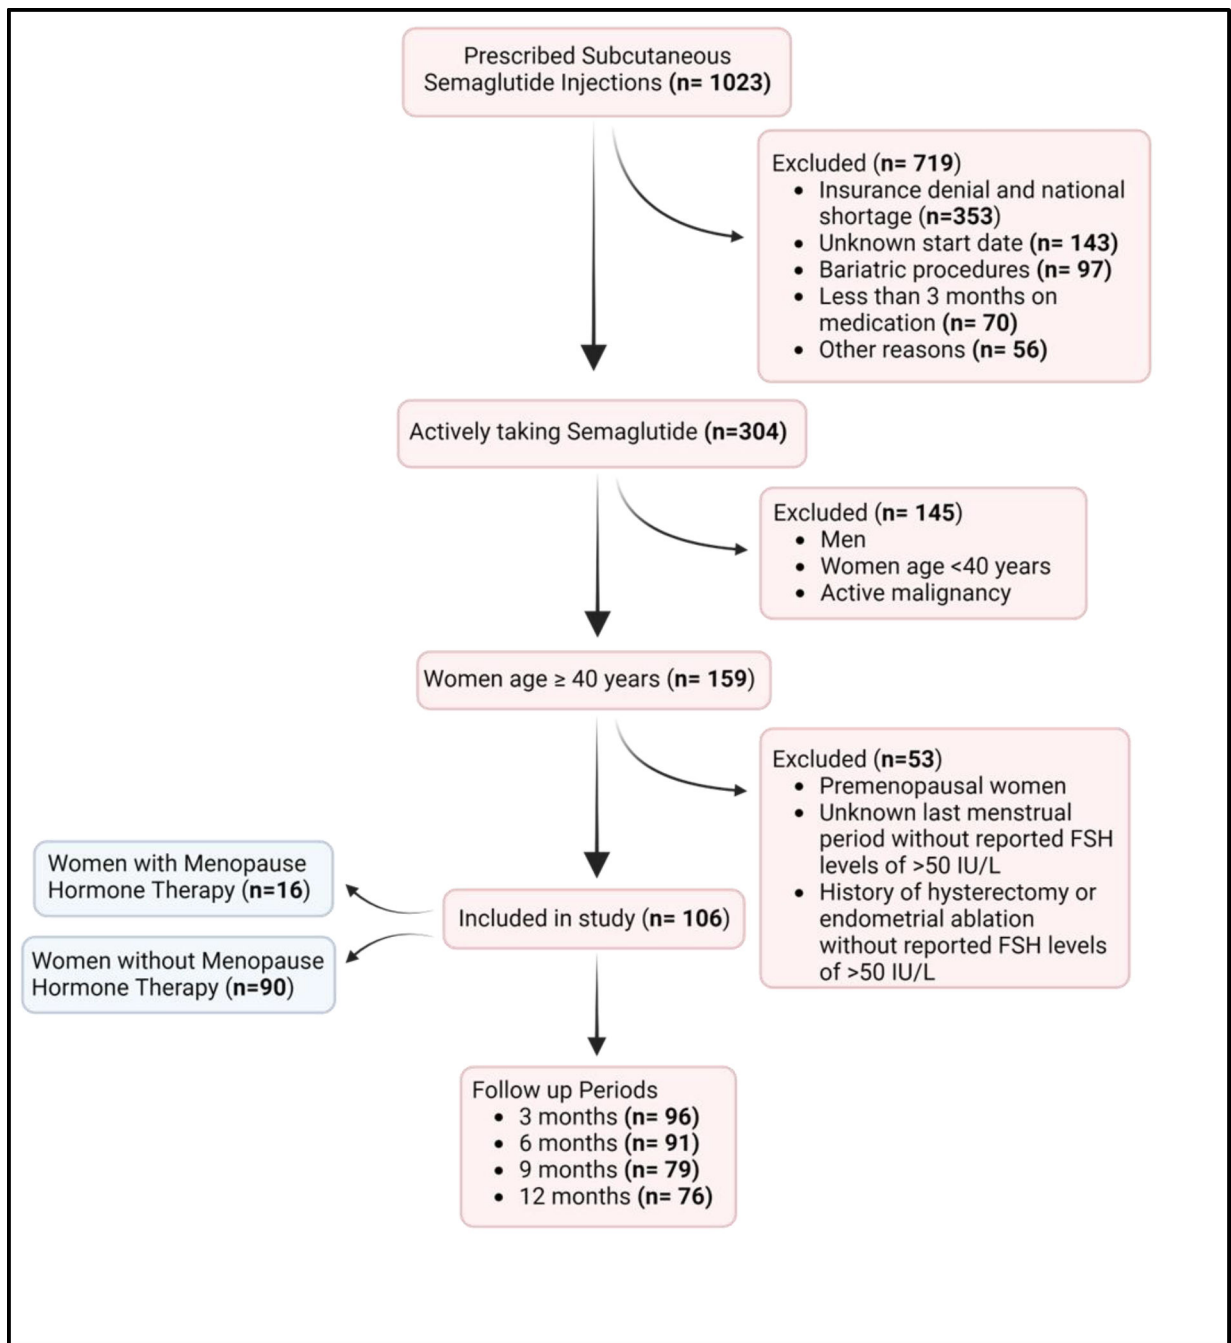 Prescribed Subcutaneous
Semaglutide Injections (n= 1023)
Excluded (n= 719)
• Insurance denial and national
shortage (n=353)
• Unknown start date (n= 143)
• Bariatric procedures (n= 97)
• Less than 3 months on
medication (n= 70)
• Other reasons (n= 56)
Actively taking Semaglutide (n=304)
Excluded (n= 145)
• Men
• Women age <40 years
• Active malignancy
Women age ≥ 40 years (n= 159)
Excluded (n=53)
• Premenopausal women
• Unknown last menstrual
period without reported FSH
levels of >50 IU/L
• History of hysterectomy or
endometrial ablation
without reported FSH levels
of >50 IU/L
Women with Menopause
Hormone Therapy (n=16)
Included in study (n= 106)
Women without Menopause
Hormone Therapy (n=90)
Follow up Periods
• 3 months (n= 96)
• 6 months (n= 91)
• 9 months (n= 79)
• 12 months (n= 76)